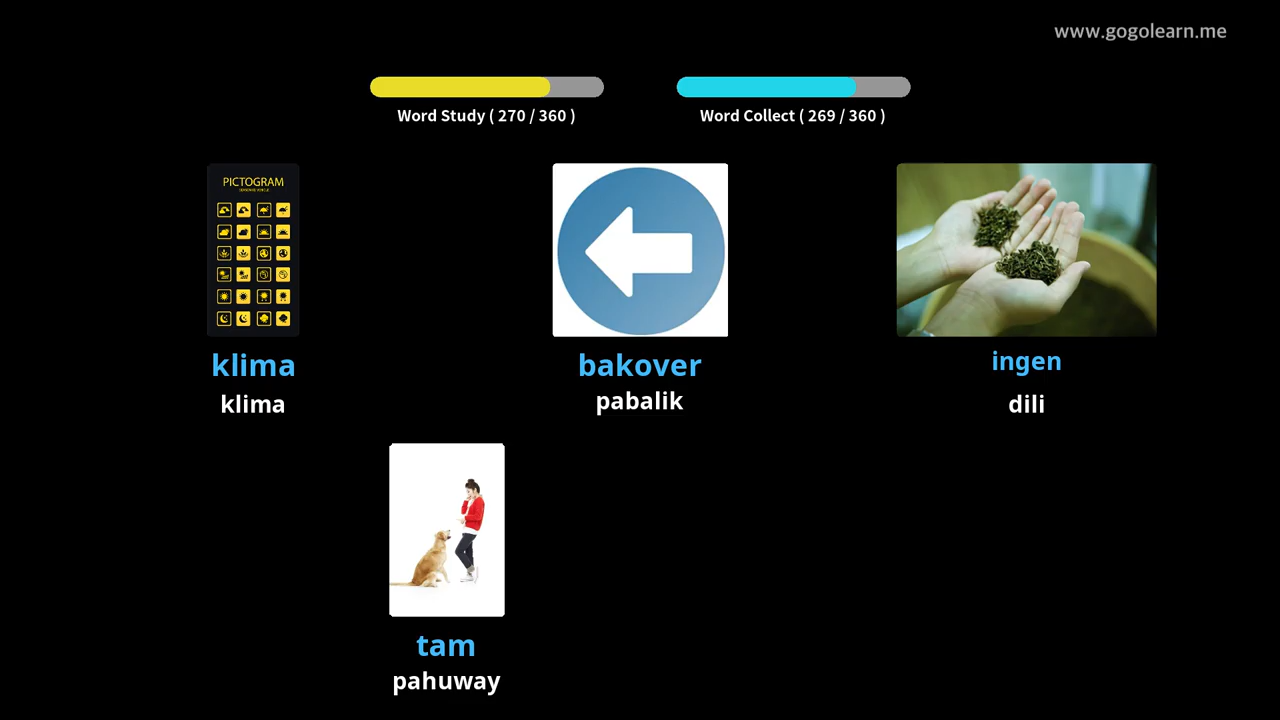 www.gogolearn.me
Word Study ( 270 / 360 )
Word Collect ( 269 / 360 )
PICTOGRAM
klima
klima
bakover
pabalik
ingen
dili
tam
pahuway